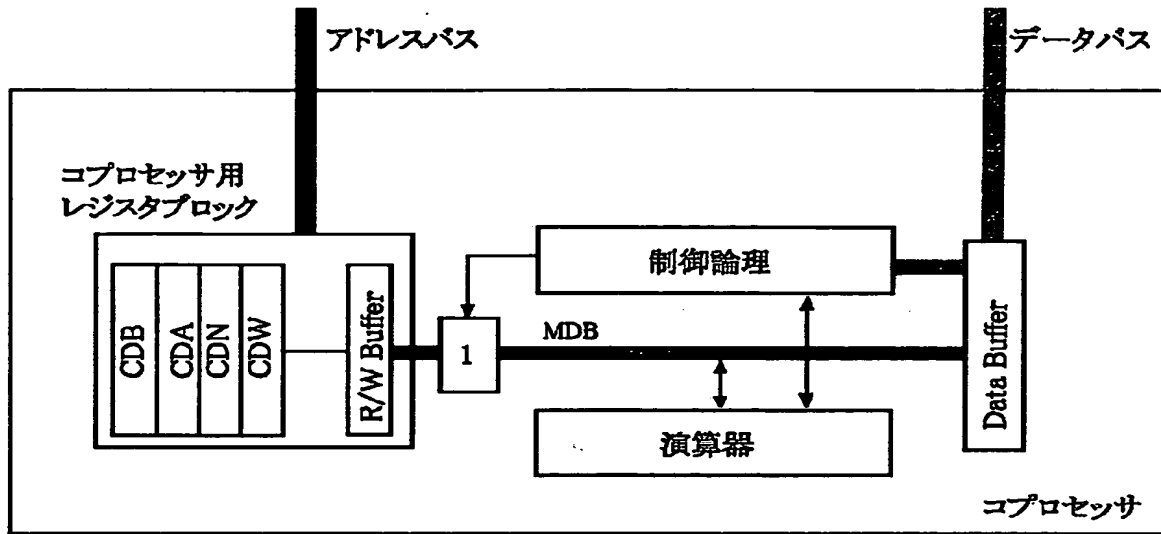 アドレスバス
データバス
コプロセッサ用
レジスタブロック
制御論理
CDB
CDA
CDN
CDW
R/W Buffer
1
MDB
Data Buffer
演算器
コプロセッサ